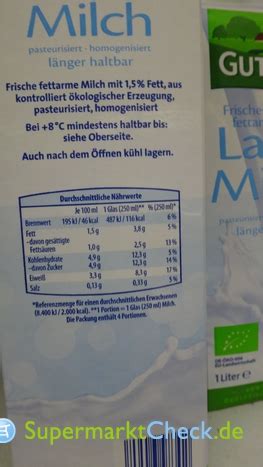 Milch
pasteurisiert · homogenisiert
länger haltbar
Frische fettarme Milch mit 1,5% Fett, aus
kontrolliert ökologischer Erzeugung,
pasteurisiert, homogenisiert
Bei +8°C mindestens haltbar bis:
siehe Oberseite.
Auch nach dem Öffnen kühl lagern.
Durchschnittliche Nährwerte
Je 100 ml 1 Glas (250 ml)** % (250 ml)*
Brennwert 195 kJ/46 kcal 487 kJ/116 kcal 6%
Fett 1,5 g 3,8 g 5%
-davon gesättigte
Fettsäuren 1,0 g 2,5 g 13%
Kohlenhydrate 4,9 g 12,3 g 5%
-davon Zucker 4,9 g 12,3 g 14%
Eiweiß 3,3 g 8,3 g 17%
Salz 0,13 g 0,33 g 5%
*Referenzmenge für einen durchschnittlichen Erwachsenen
(8.400 kJ/2.000 kcal). **1 Portion = 1 Glas (250 ml) Milch.
Die Packung enthält 4 Portionen.
GUT
Frische
fettar
La
M
pasteurisiert
länger
DE-ÖKO-
EU-Landwirtschaft
1 Liter e
SupermarktCheck.de